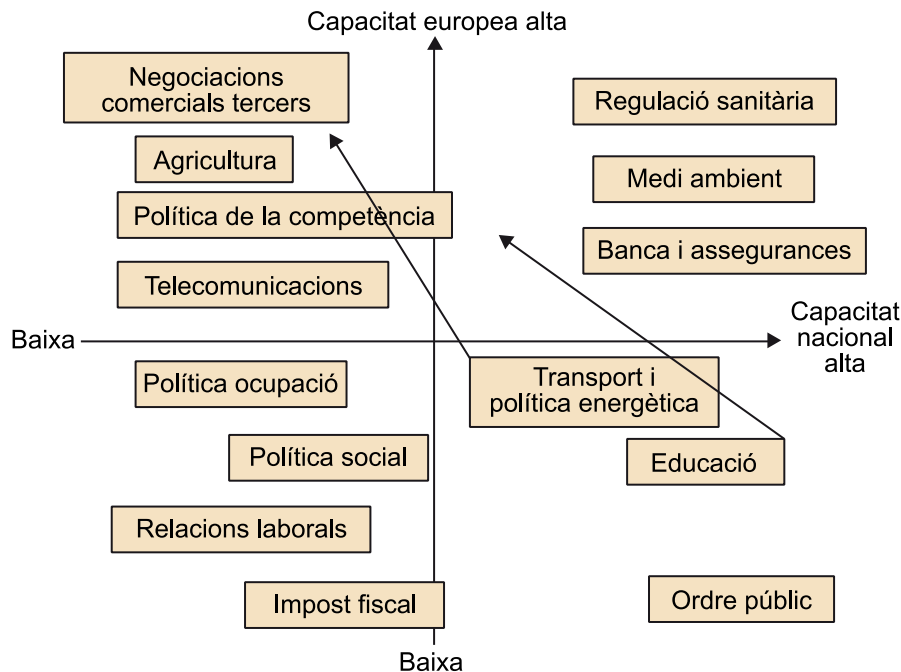 Capacitat europea alta
Negociacions
comercials tercers
Regulació sanitària
Agricultura
Medi ambient
Política de la competència
Banca i assegurances
Telecomunicacions
Baixa
Capacitat
nacional
alta
Política ocupació
Transport i
política energètica
Política social
Educació
Relacions laborals
Impost fiscal
Ordre públic
Baixa